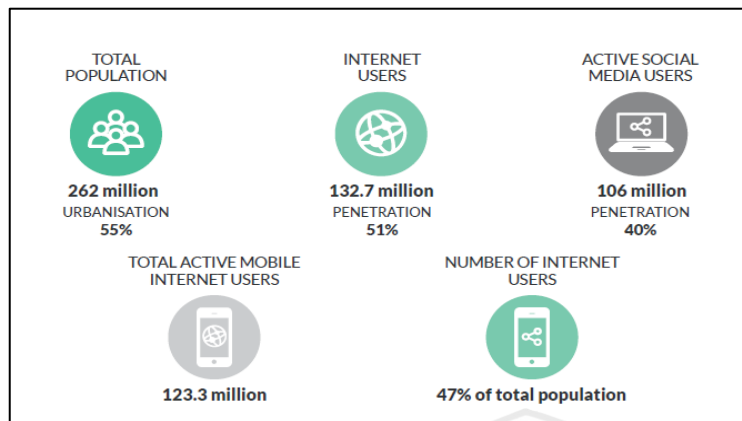 TOTAL
POPULATION
262 million
URBANISATION
55%
INTERNET
USERS
132.7 million
PENETRATION
51%
ACTIVE SOCIAL
MEDIA USERS
106 million
PENETRATION
40%
TOTAL ACTIVE MOBILE
INTERNET USERS
123.3 million
NUMBER OF INTERNET
USERS
47% of total population